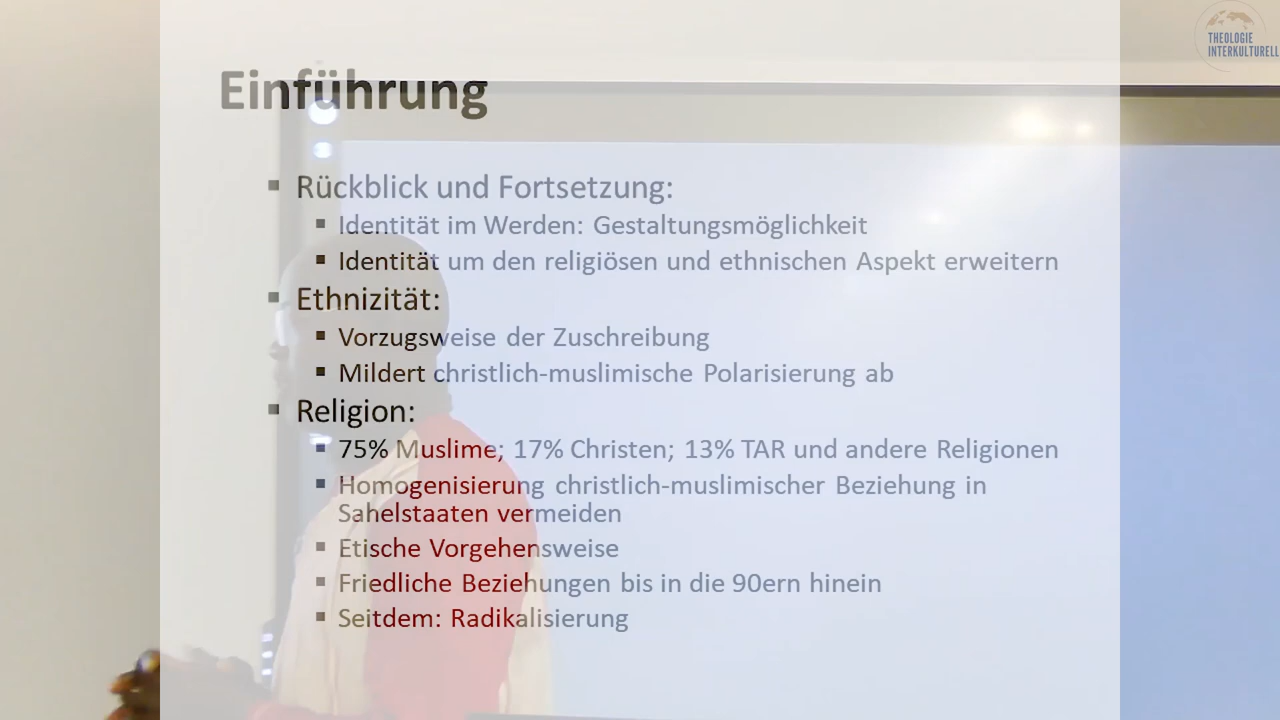 THEOLOGIE
INTERKULTURELL
Einführung
▪ Rückblick und Fortsetzung:
▪ Identität im Werden: Gestaltungsmöglichkeit
▪ Identität um den religiösen und ethnischen Aspekt erweitern
▪ Ethnizität:
▪ Vorzugsweise der Zuschreibung
▪ Mildert christlich-muslimische Polarisierung ab
▪ Religion:
▪ 75% Muslime; 17% Christen; 13% TAR und andere Religionen
▪ Homogenisierung christlich-muslimischer Beziehung in
Sahelstaaten vermeiden
▪ Etische Vorgehensweise
▪ Friedliche Beziehungen bis in die 90ern hinein
▪ Seitdem: Radikalisierung